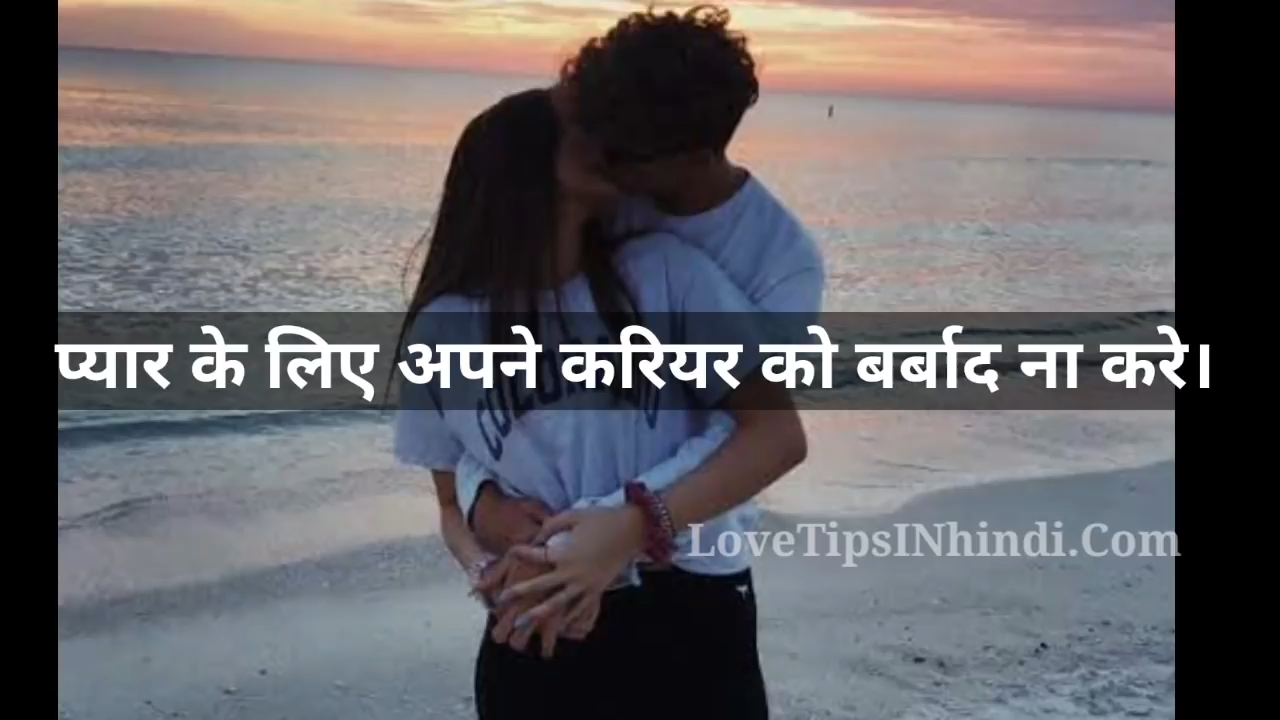 प्यार के लिए अपने करियर को बर्बाद ना करे।
LoveTipsINhindi.Com